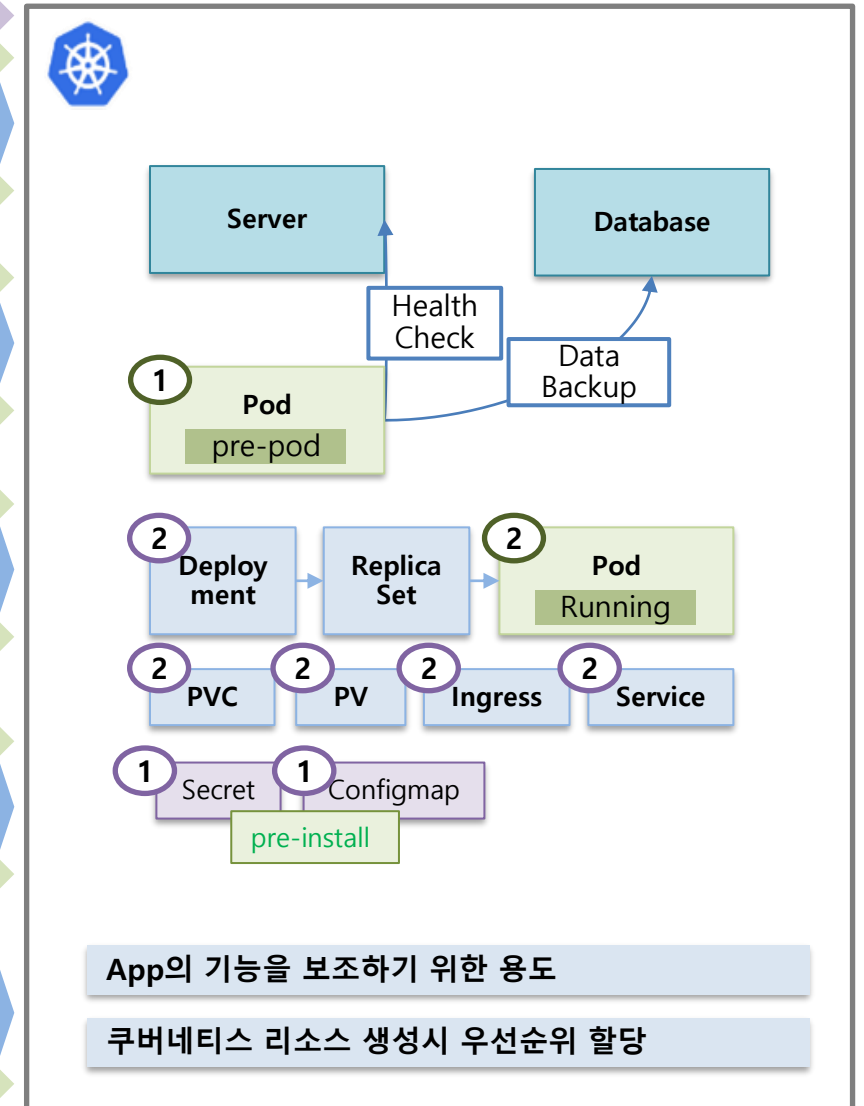 Server
Database
Health
Check
Data
Backup
1
Pod
pre-pod
2
Deploy
ment
Replica
Set
2
Pod
Running
2
PVC
2
PV
2
Ingress
2
Service
1
Secret
1
Configmap
pre-install
App의 기능을 보조하기 위한 용도
쿠버네티스 리소스 생성시 우선순위 할당